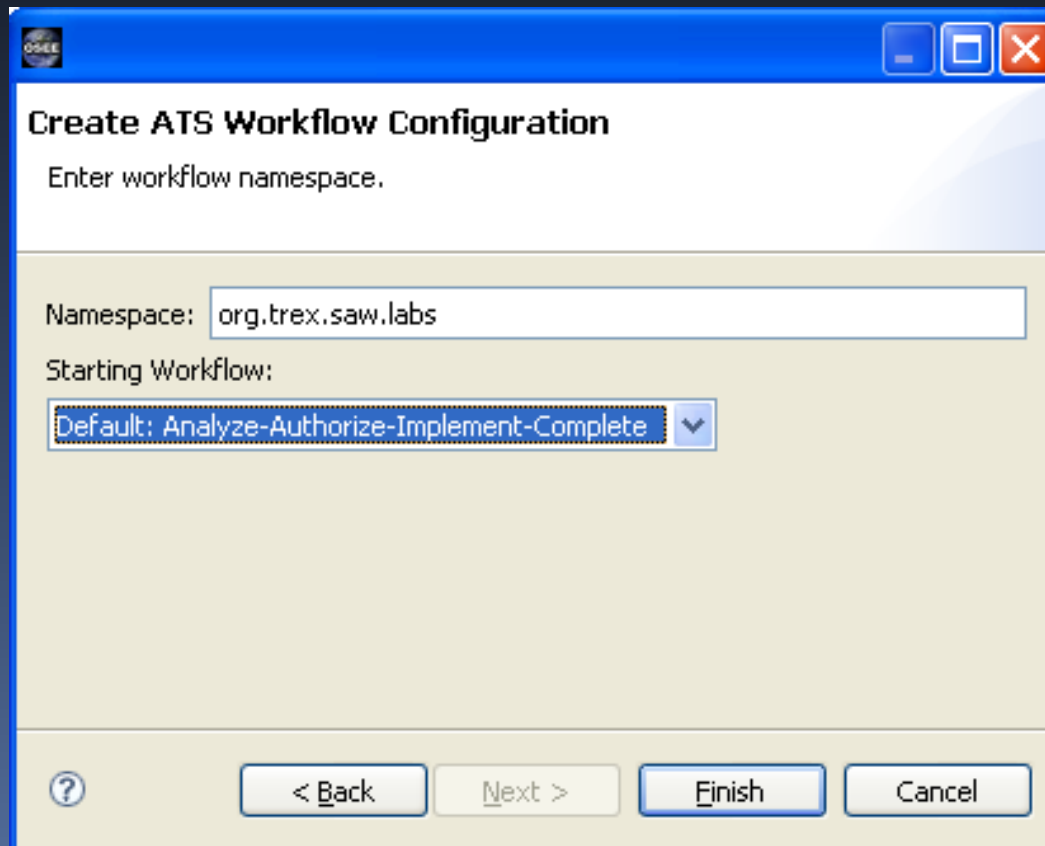 OSEE
Create ATS Workflow Configuration
Enter workflow namespace.
Namespace: org.trex.saw.labs
Starting Workflow:
Default: Analyze-Authorize-Implement-Complete
? < Back Next > Finish Cancel